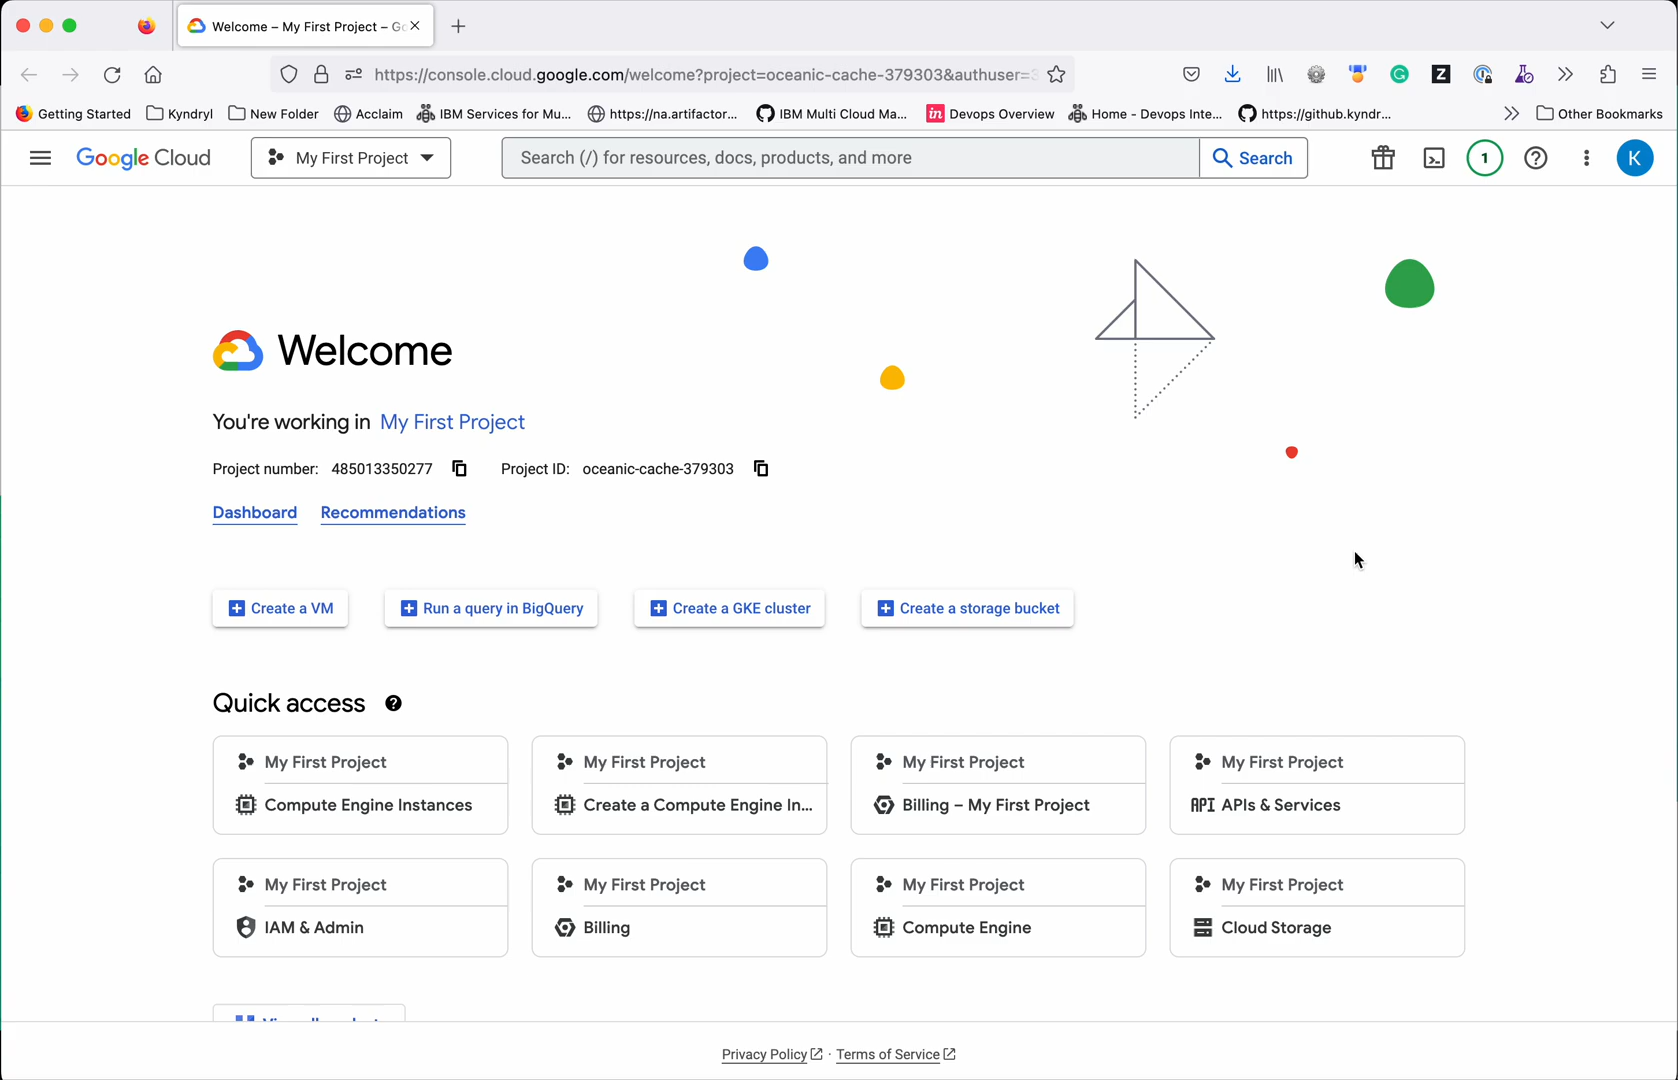 Welcome – My First Project – Go
https://console.cloud.google.com/welcome?project=oceanic-cache-379303&authuser=3
Getting Started
Kyndryl
New Folder
Acclaim
IBM Services for Mu...
https://na.artifactor...
IBM Multi Cloud Ma...
in Devops Overview
Home - Devops Inte...
https://github.kyndr...
Other Bookmarks
Google Cloud
My First Project
Search (/) for resources, docs, products, and more
Search
1
K
Welcome
You're working in My First Project
Project number: 485013350277 Project ID: oceanic-cache-379303
Dashboard Recommendations
Create a VM
Run a query in BigQuery
Create a GKE cluster
Create a storage bucket
Quick access
My First Project
Compute Engine Instances
My First Project
Create a Compute Engine In...
My First Project
Billing – My First Project
My First Project
API APIs & Services
My First Project
IAM & Admin
My First Project
Billing
My First Project
Compute Engine
My First Project
Cloud Storage
Privacy Policy · Terms of Service